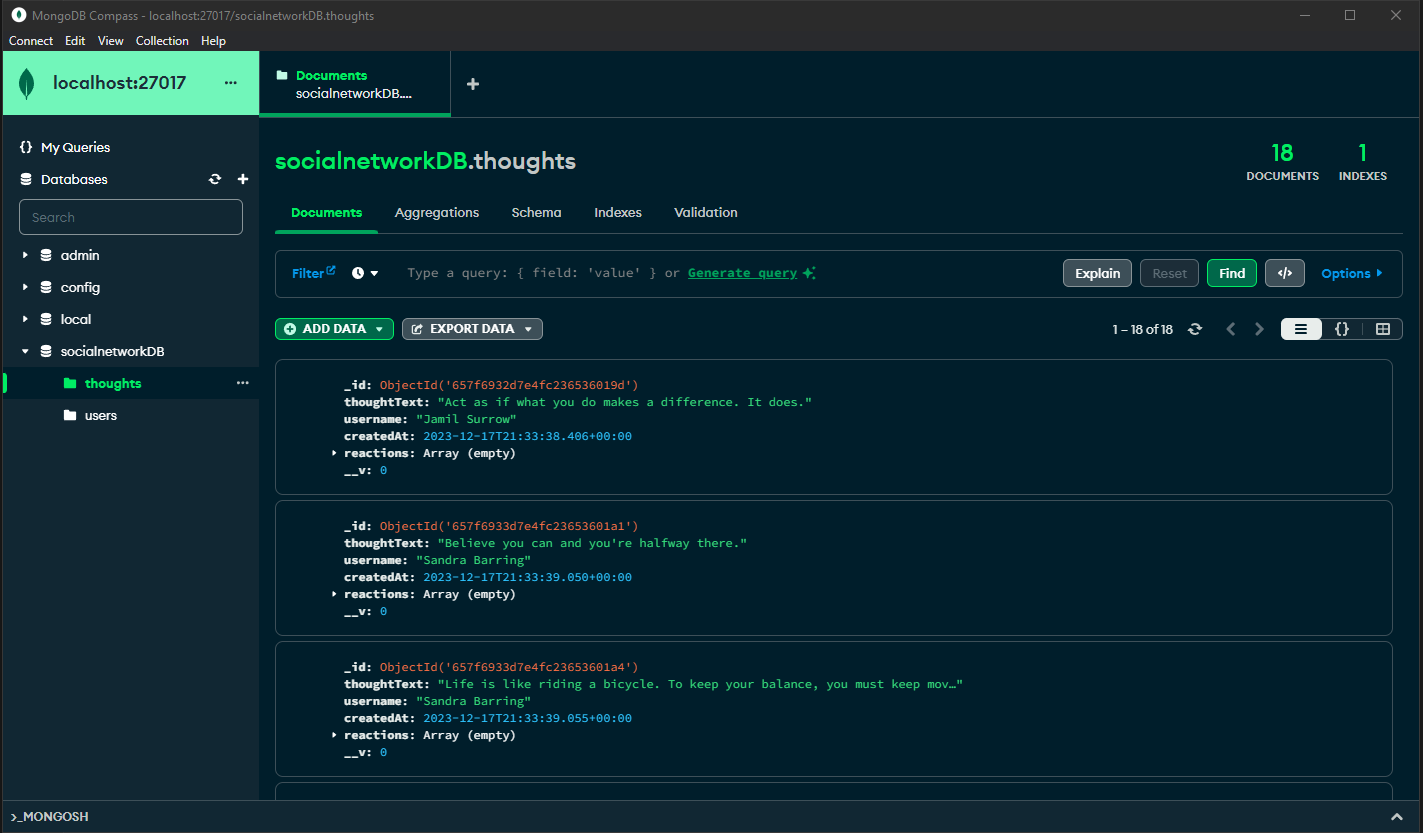 MongoDB Compass - localhost:27017/socialnetworkDB.thoughts
Connect Edit View Collection Help
localhost:27017
Documents
socialnetworkDB....
My Queries
Databases
Search
admin
config
local
socialnetworkDB
thoughts
users
socialnetworkDB.thoughts
18
DOCUMENTS
1
INDEXES
Documents Aggregations Schema Indexes Validation
Filter Type a query: { field: 'value' } or Generate query Explain Reset Find </> Options
ADD DATA EXPORT DATA 1 – 18 of 18 {}
_id: ObjectId('657f6932d7e4fc236536019d')
thoughtText: "Act as if what you do makes a difference. It does."
username: "Jamil Surrow"
createdAt: 2023-12-17T21:33:38.406+00:00
reactions: Array (empty)
__v: 0
_id: ObjectId('657f6933d7e4fc23653601a1')
thoughtText: "Believe you can and you're halfway there."
username: "Sandra Barring"
createdAt: 2023-12-17T21:33:39.050+00:00
reactions: Array (empty)
__v: 0
_id: ObjectId('657f6933d7e4fc23653601a4')
thoughtText: "Life is like riding a bicycle. To keep your balance, you must keep mov…"
username: "Sandra Barring"
createdAt: 2023-12-17T21:33:39.055+00:00
reactions: Array (empty)
__v: 0
>_MONGOSH